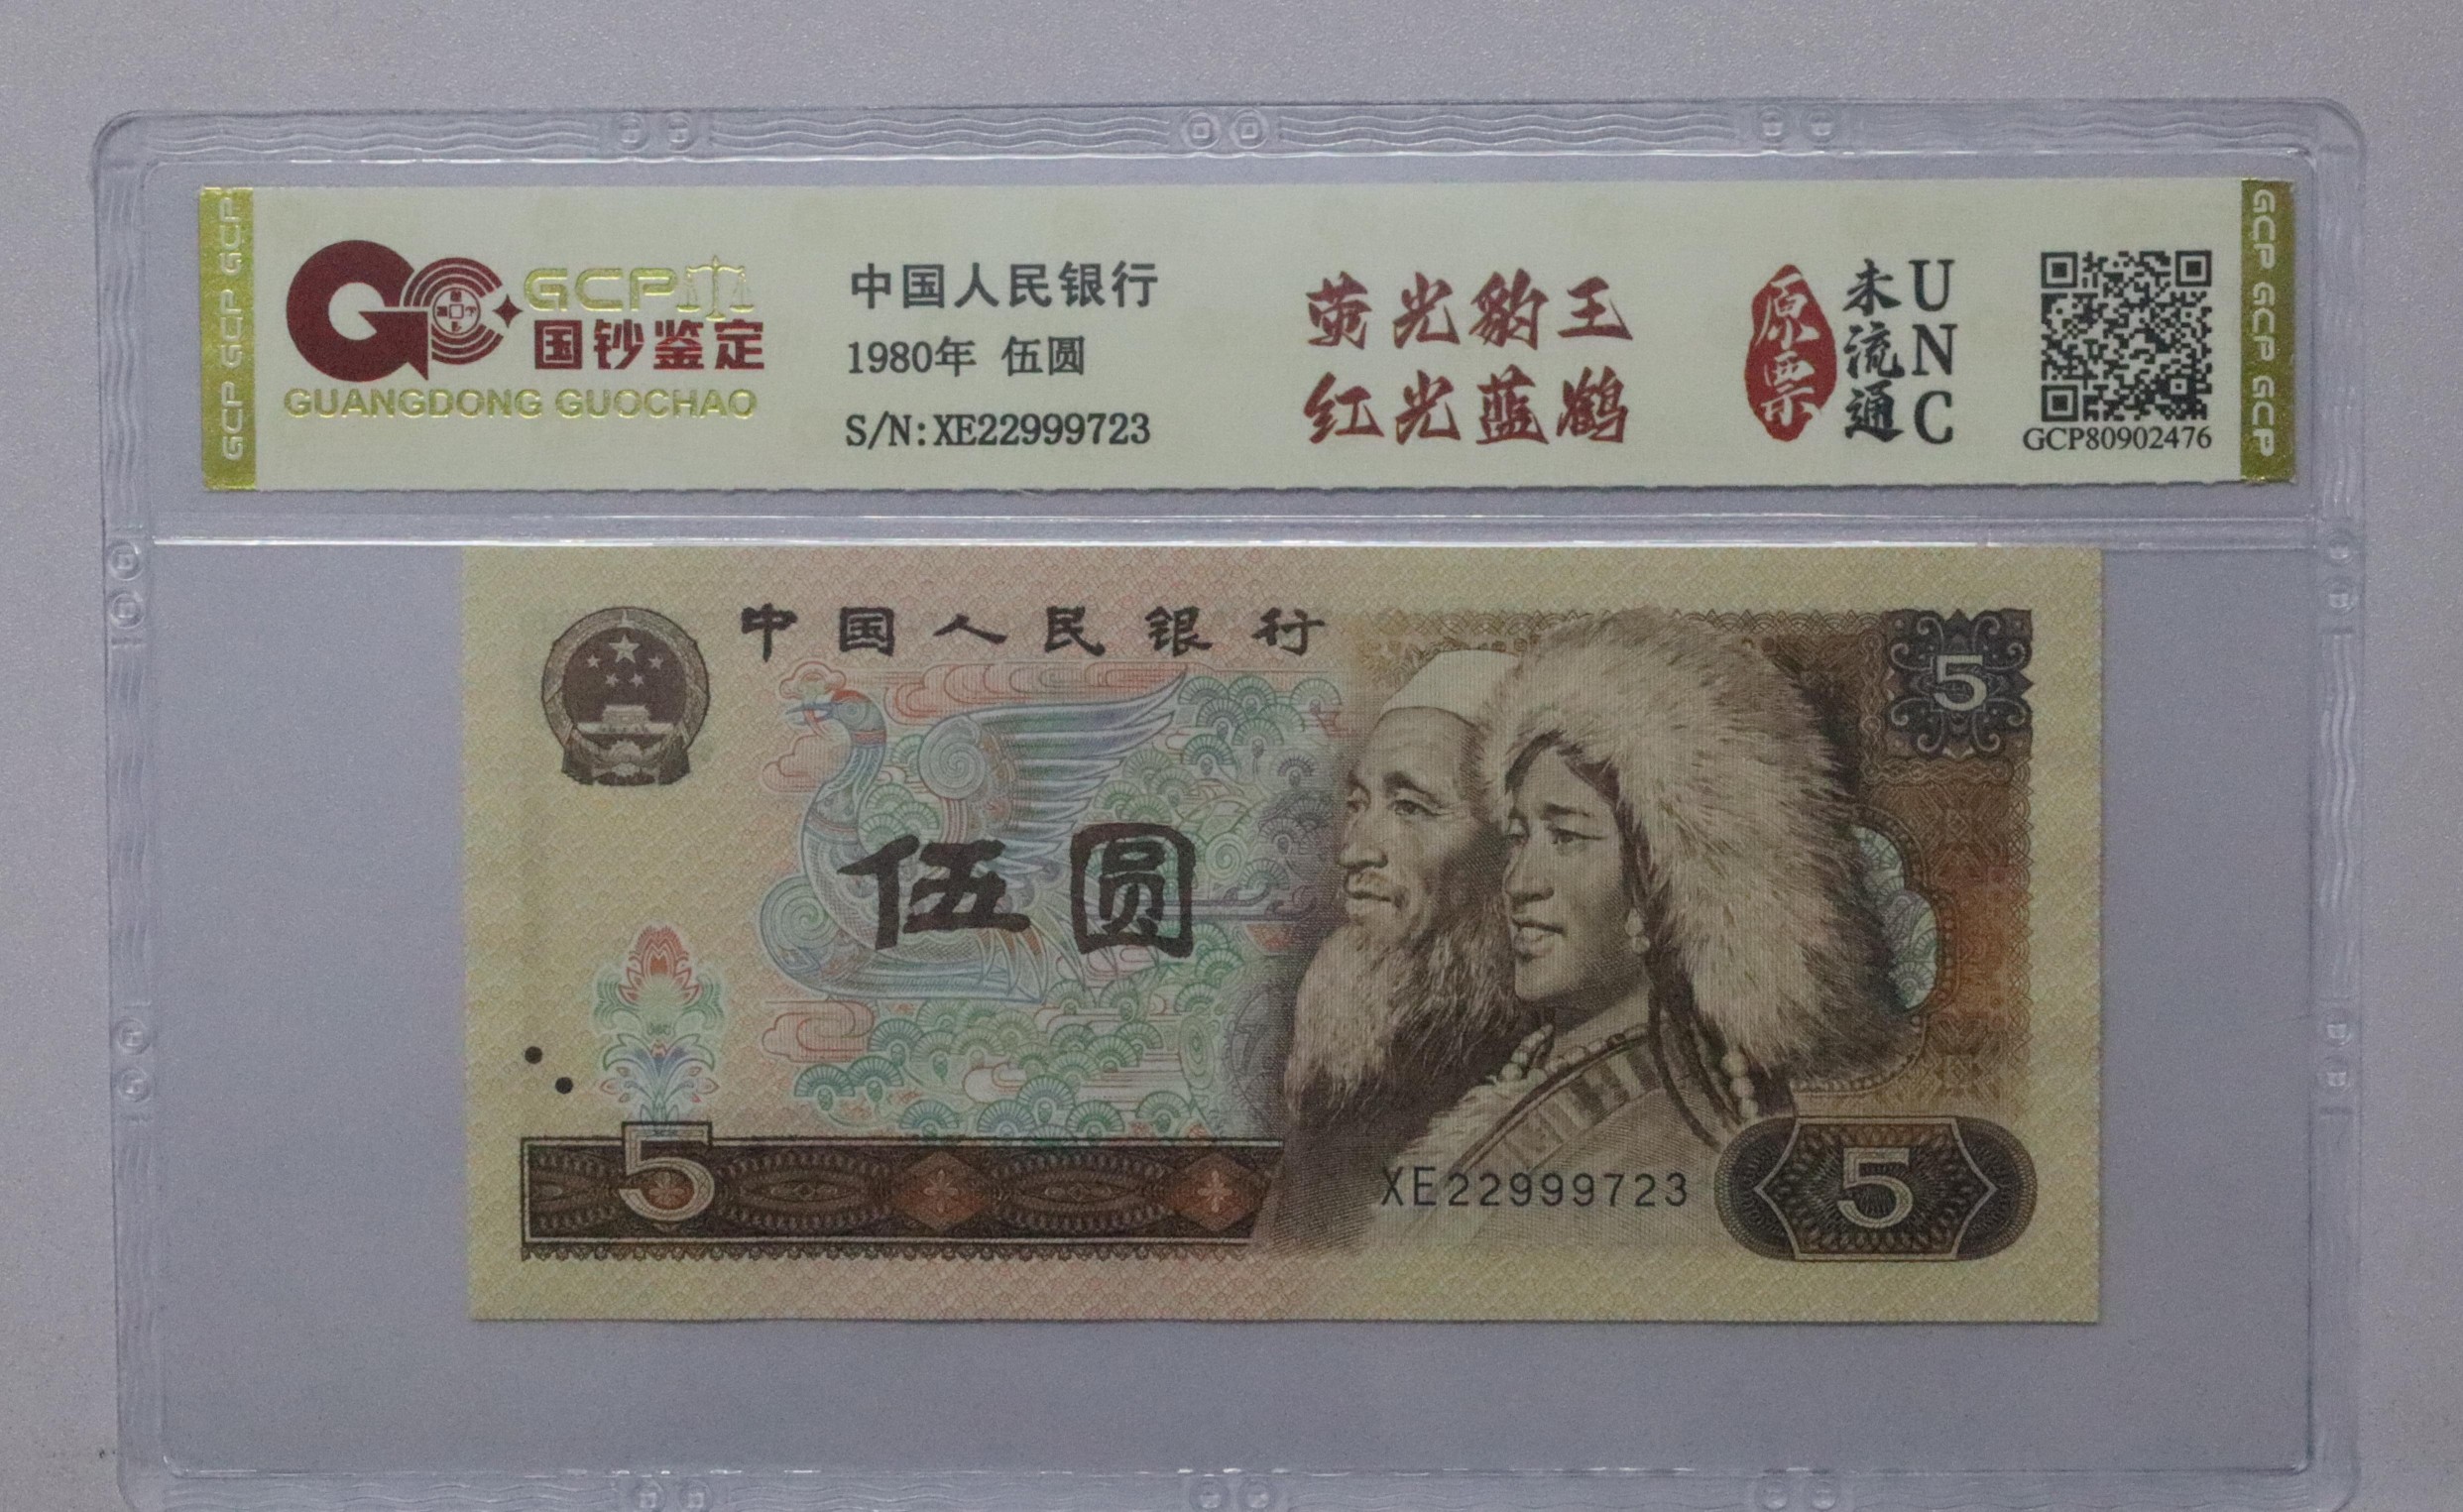 GCP GCP GCP
GCP
国钞鉴定
GUANGDONG GUOCHAO
中国人民银行
1980年 伍圆
S/N:XE22999723
荧光豹王
红光蓝鹤
原票
未流通
UNC
GCP80902476
GCP GCP GCP
中国人民银行
5
伍圆
5
XE22999723
5